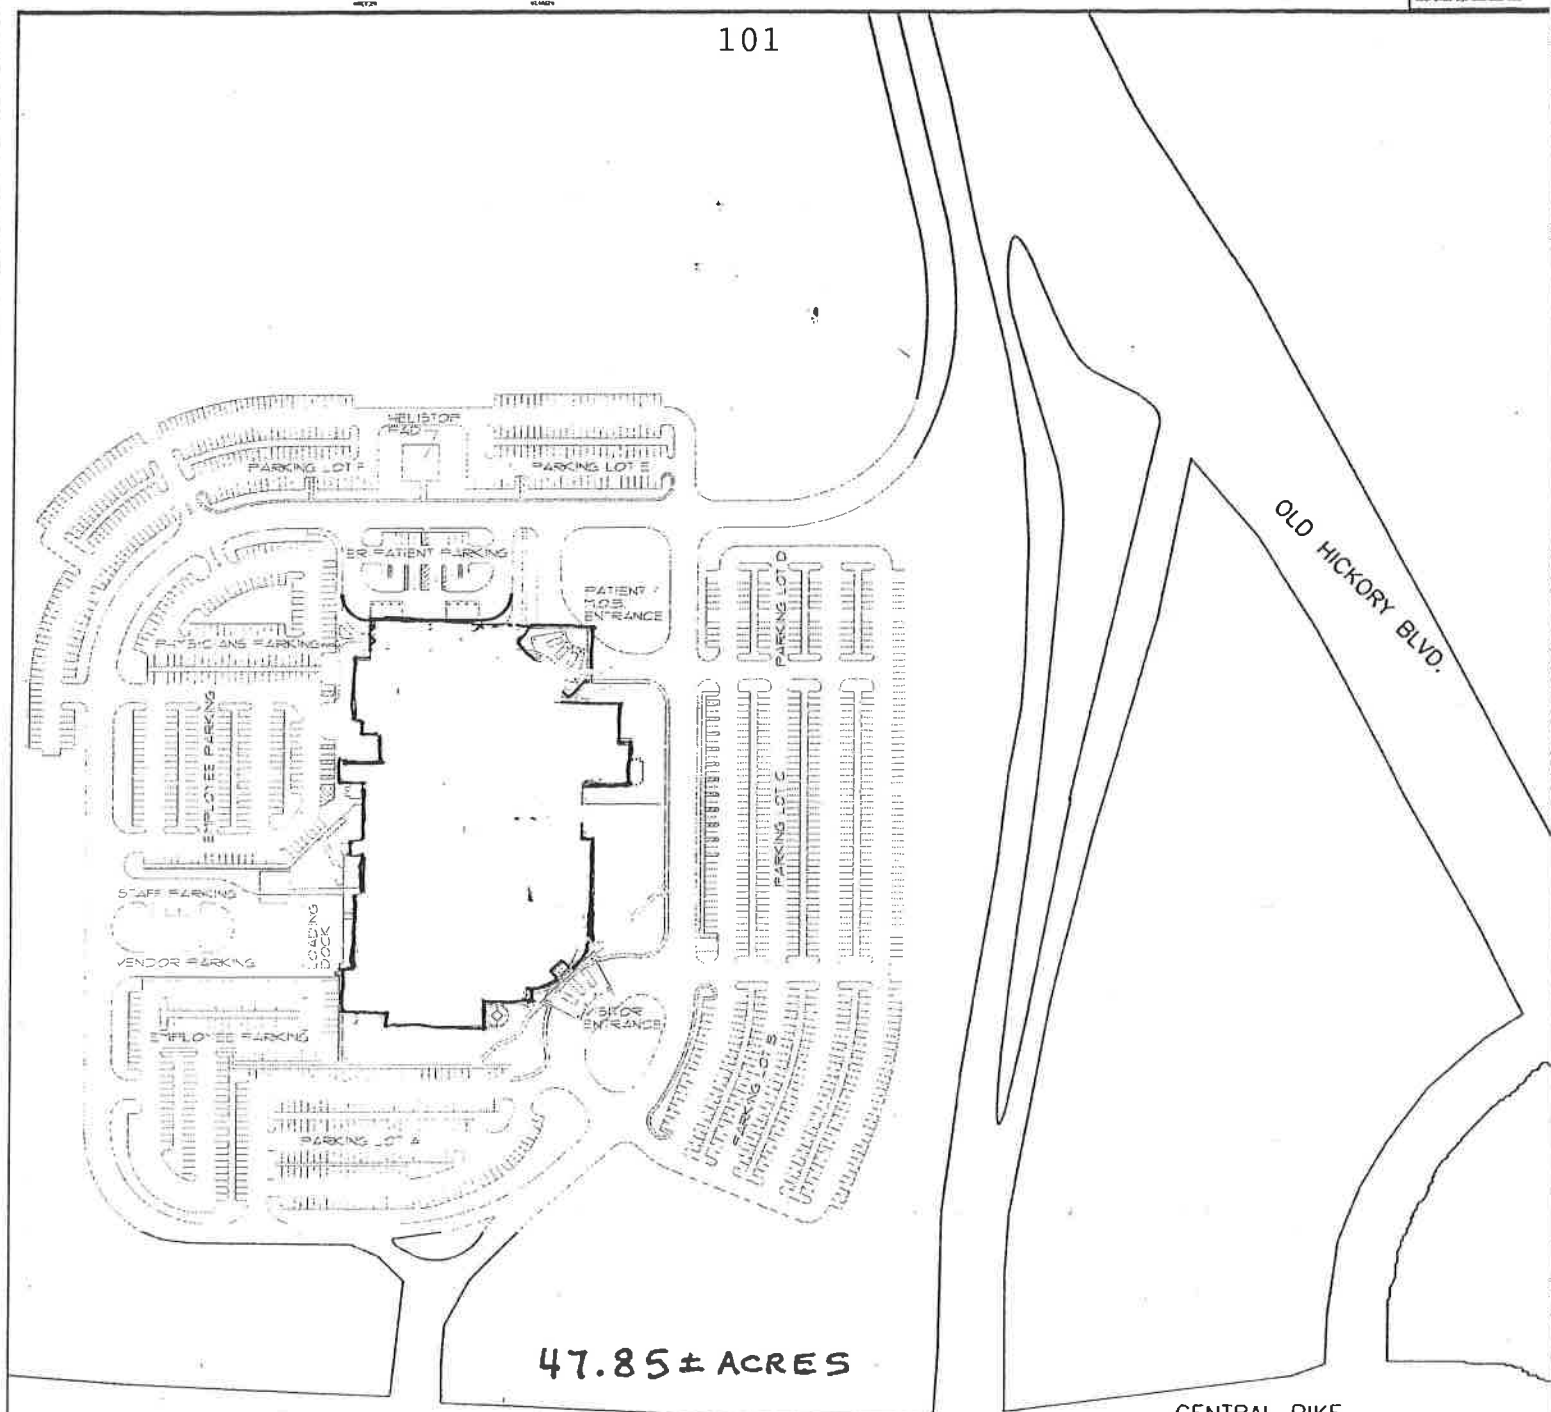 101
HELISTOP
PAD
PARKING LOT F
PARKING LOT E
ER PATIENT PARKING
PATIENT /
M.O.B.
ENTRANCE
PARKING LOT D
OLD HICKORY BLVD.
PHYSICIANS PARKING
EMPLOYEE PARKING
PARKING LOT C
STAFF PARKING
LOADING
DOCK
VENDOR PARKING
VISITOR
ENTRANCE
EMPLOYEE PARKING
PARKING LOT B
PARKING LOT A
47.85± ACRES
CENTRAL PIKE